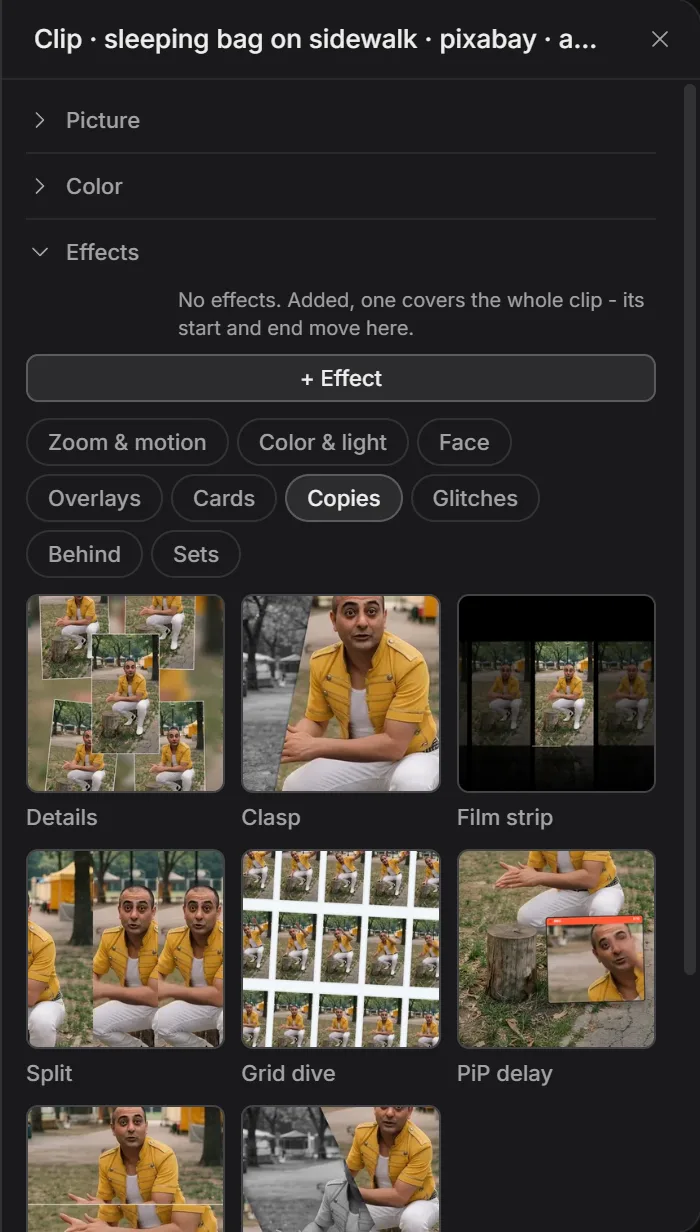 Clip · sleeping bag on sidewalk · pixabay · a...
Picture
Color
Effects
No effects. Added, one covers the whole clip - its
start and end move here.
+ Effect
Zoom & motion
Color & light
Face
Overlays
Cards
Copies
Glitches
Behind
Sets
Details
Clasp
Film strip
Split
Grid dive
PiP delay